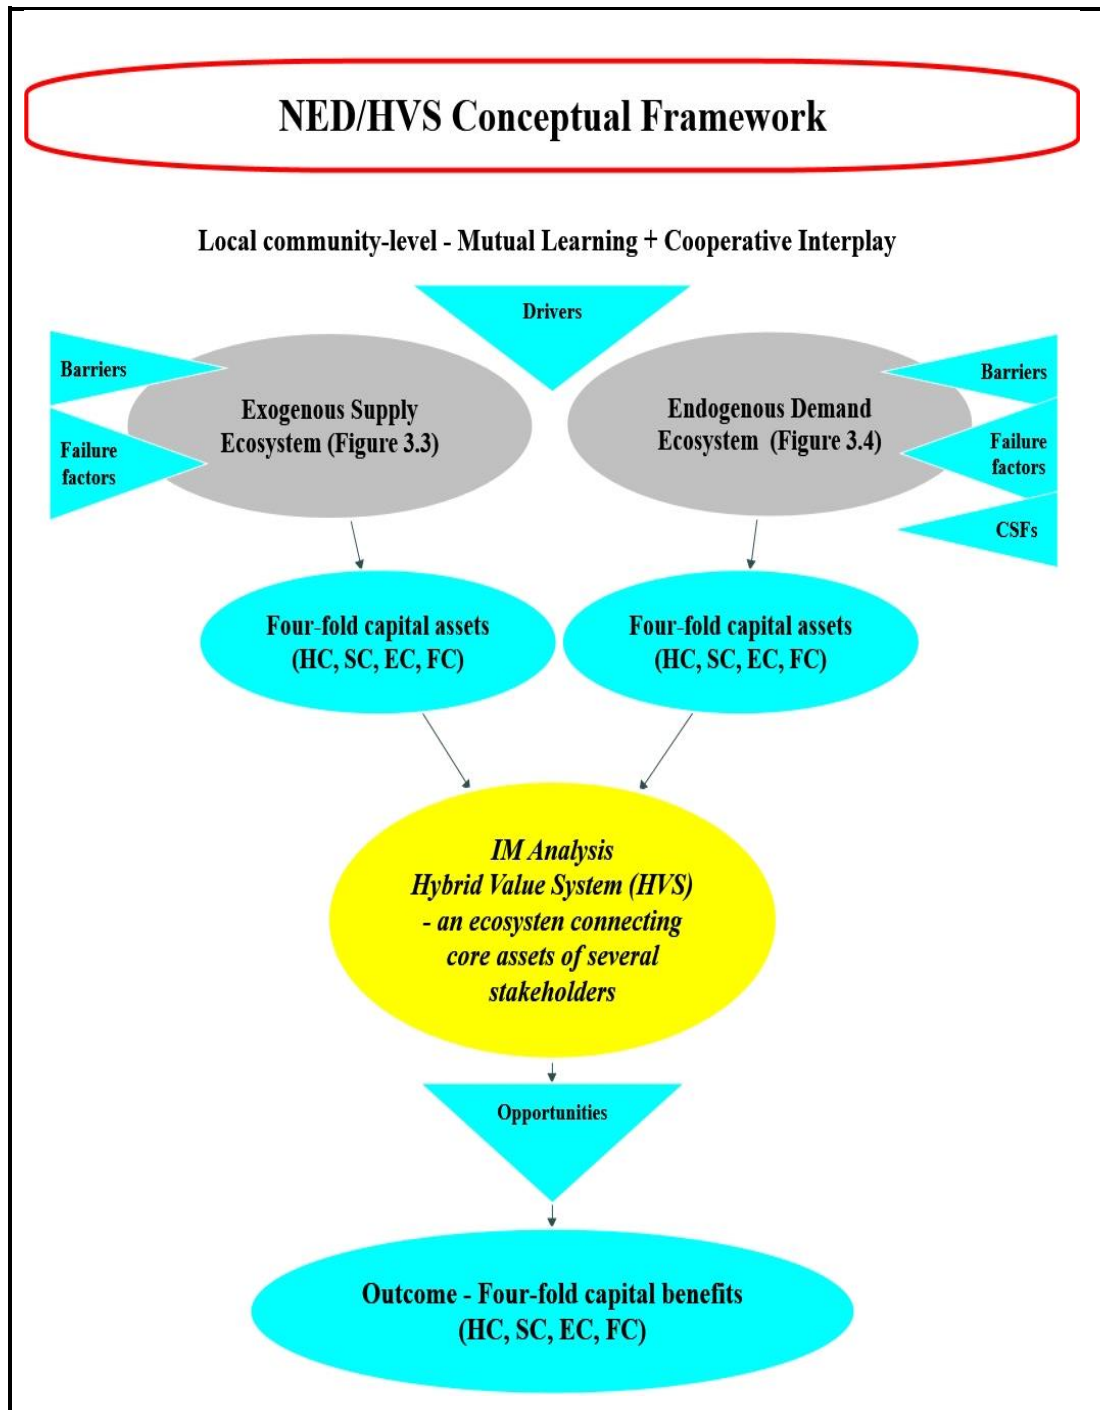 NED/HVS Conceptual Framework
Local community-level - Mutual Learning + Cooperative Interplay
Drivers
Barriers
Failure
factors
Exogenous Supply
Ecosystem (Figure 3.3)
Endogenous Demand
Ecosystem (Figure 3.4)
Barriers
Failure
factors
CSFs
Four-fold capital assets
(HC, SC, EC, FC)
Four-fold capital assets
(HC, SC, EC, FC)
IM Analysis
Hybrid Value System (HVS)
- an ecosysten connecting
core assets of several
stakeholders
Opportunities
Outcome - Four-fold capital benefits
(HC, SC, EC, FC)